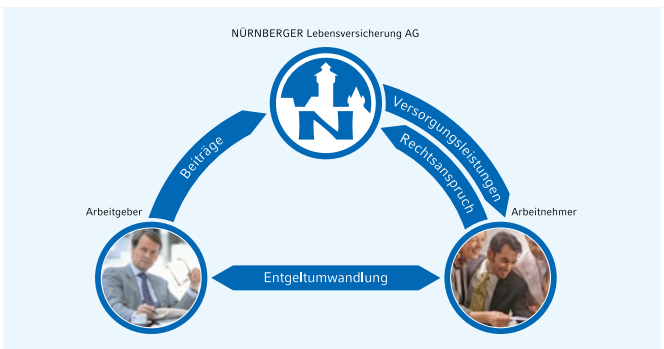 NÜRNBERGER Lebensversicherung AG
N
Beiträge
Versorgungsleistungen
Rechtsanspruch
Arbeitgeber
Arbeitnehmer
Entgeltumwandlung